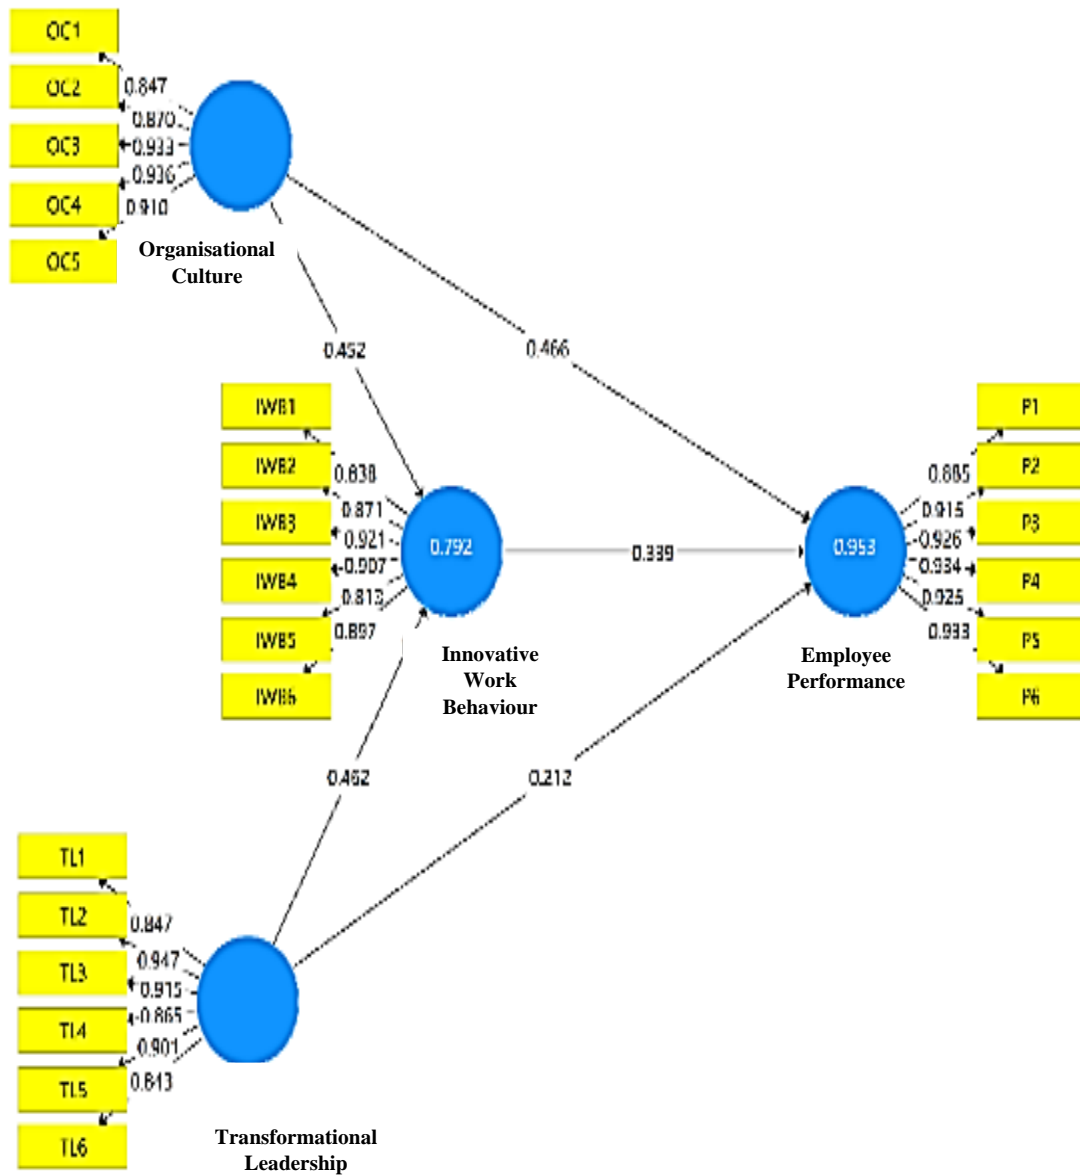 OC1
OC2
OC3
OC4
OC5
0.847
0.870
0.933
0.936
0.910
Organisational
Culture
0.452
0.466
IWB1
IWB2
IWB3
IWB4
IWB5
IWB6
0.838
0.871
0.921
0.907
0.813
0.897
0.792
Innovative
Work
Behaviour
0.339
0.953
Employee
Performance
0.885
0.915
0.926
0.934
0.925
0.933
P1
P2
P3
P4
P5
P6
0.462
0.212
TL1
TL2
TL3
TL4
TL5
TL6
0.847
0.947
0.915
0.865
0.901
0.843
Transformational
Leadership